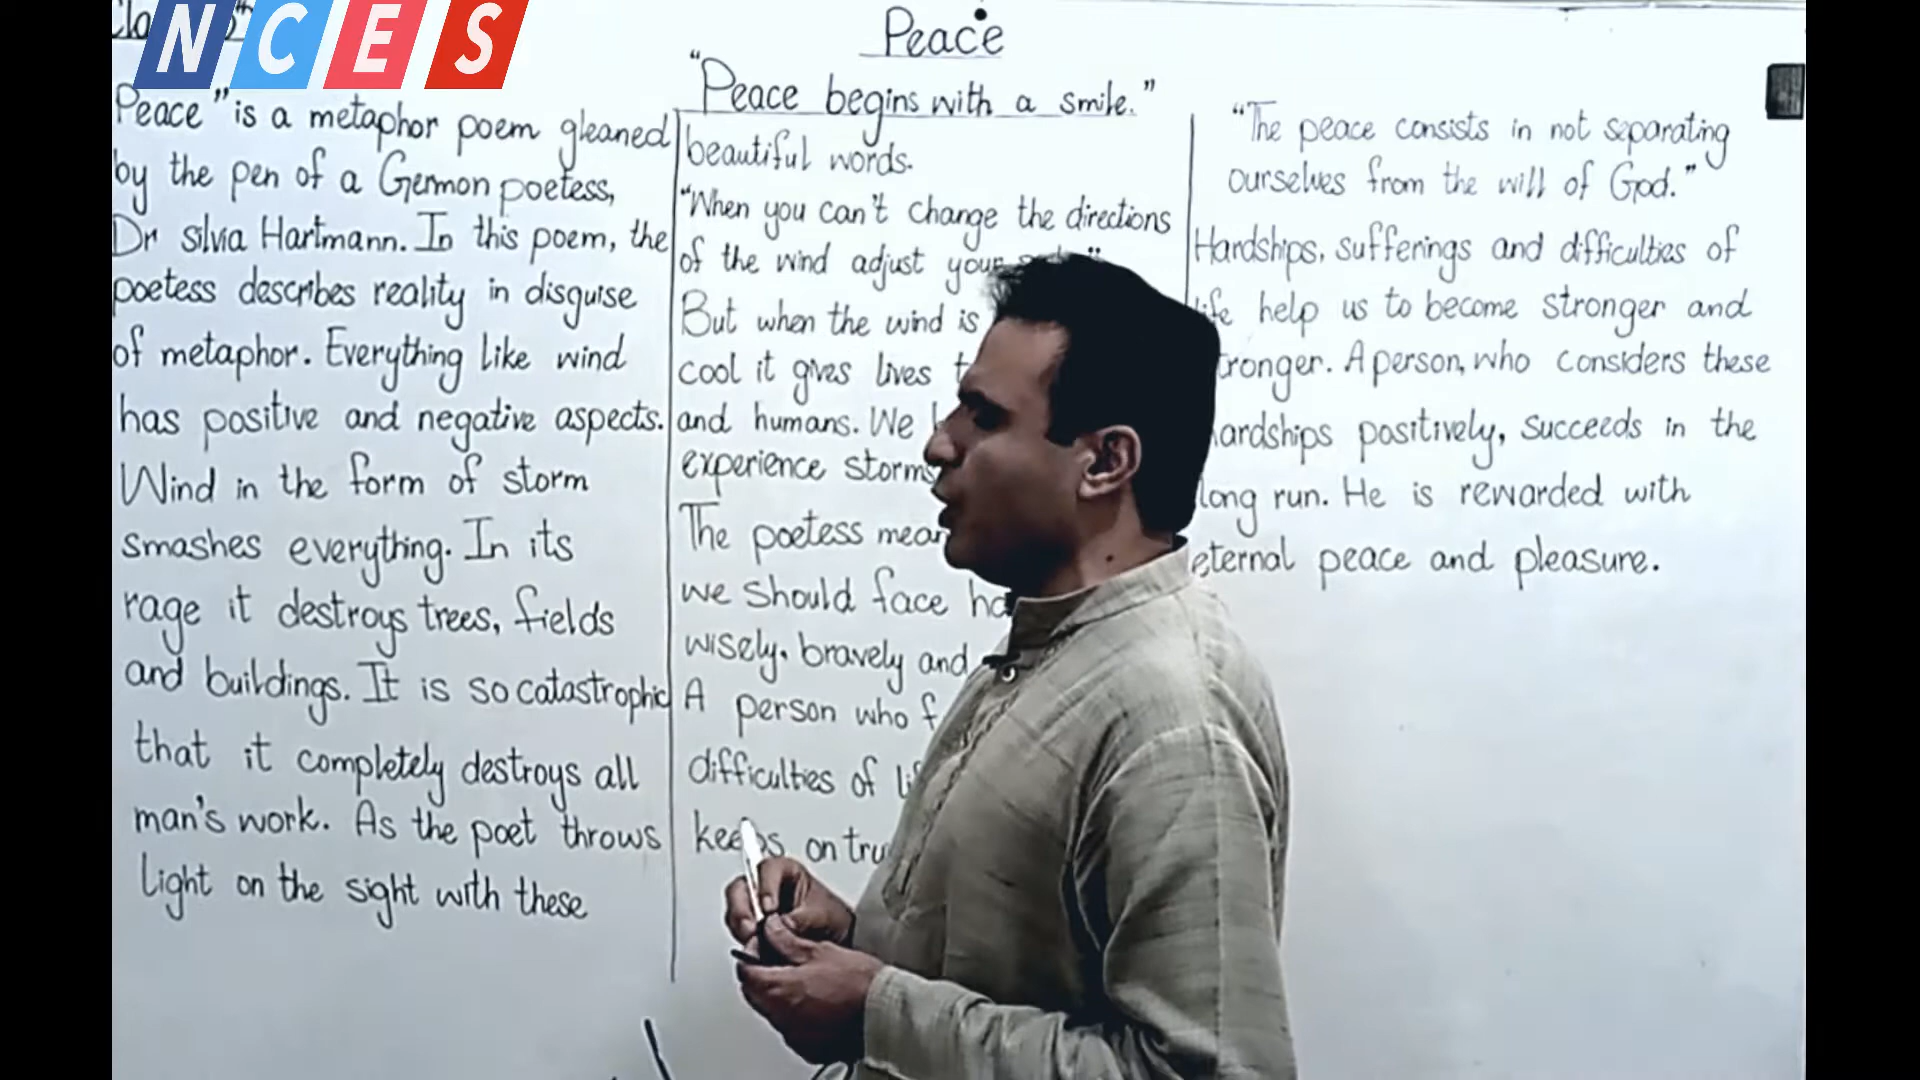 NCES
Peace
"Peace begins with a smile."
Peace" is a metaphor poem gleaned
by the pen of a Germon poetess,
Dr silvia Hartmann. In this poem, the
poetess describes reality in disguise
of metaphor. Everything like wind
has positive and negative aspects.
Wind in the form of storm
smashes everything. In its
rage it destroys trees, fields
and buildings. It is so catastrophic
that it completely destroys all
man's work. As the poet throws
light on the sight with these
beautiful words.
"When you can't change the directions
of the wind adjust your
But when the wind is
cool it gives lives
and humans. We
experience storms
The poetess
we should face
wisely, bravely and
A person who
difficulties of
keeps on
"The peace consists in not separating
ourselves from the will of God."
Hardships, sufferings and difficulties of
life help us to become stronger and
stronger. A person, who considers these
hardships positively, succeeds in the
long run. He is rewarded with
eternal peace and pleasure.